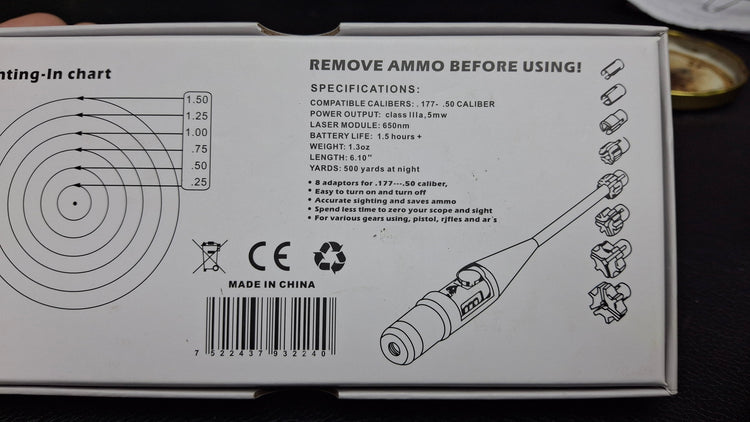 nting-In chart
1.50
1.25
1.00
.75
.50
.25
REMOVE AMMO BEFORE USING!
SPECIFICATIONS:
COMPATIBLE CALIBERS: . 177- . 50 CALIBER
POWER OUTPUT: class IIIa,5mw
LASER MODULE: 650nm
BATTERY LIFE: 1.5 hours +
WEIGHT: 1.3oz
LENGTH: 6.10"
YARDS: 500 yards at night
• 8 adaptors for .177---.50 caliber,
• Easy to turn on and turn off
• Accurate sighting and saves ammo
• Spend less time to zero your scope and sight
• For various gears using, pistol, rjfles and ar's
CE
MADE IN CHINA
7 52243793224 0